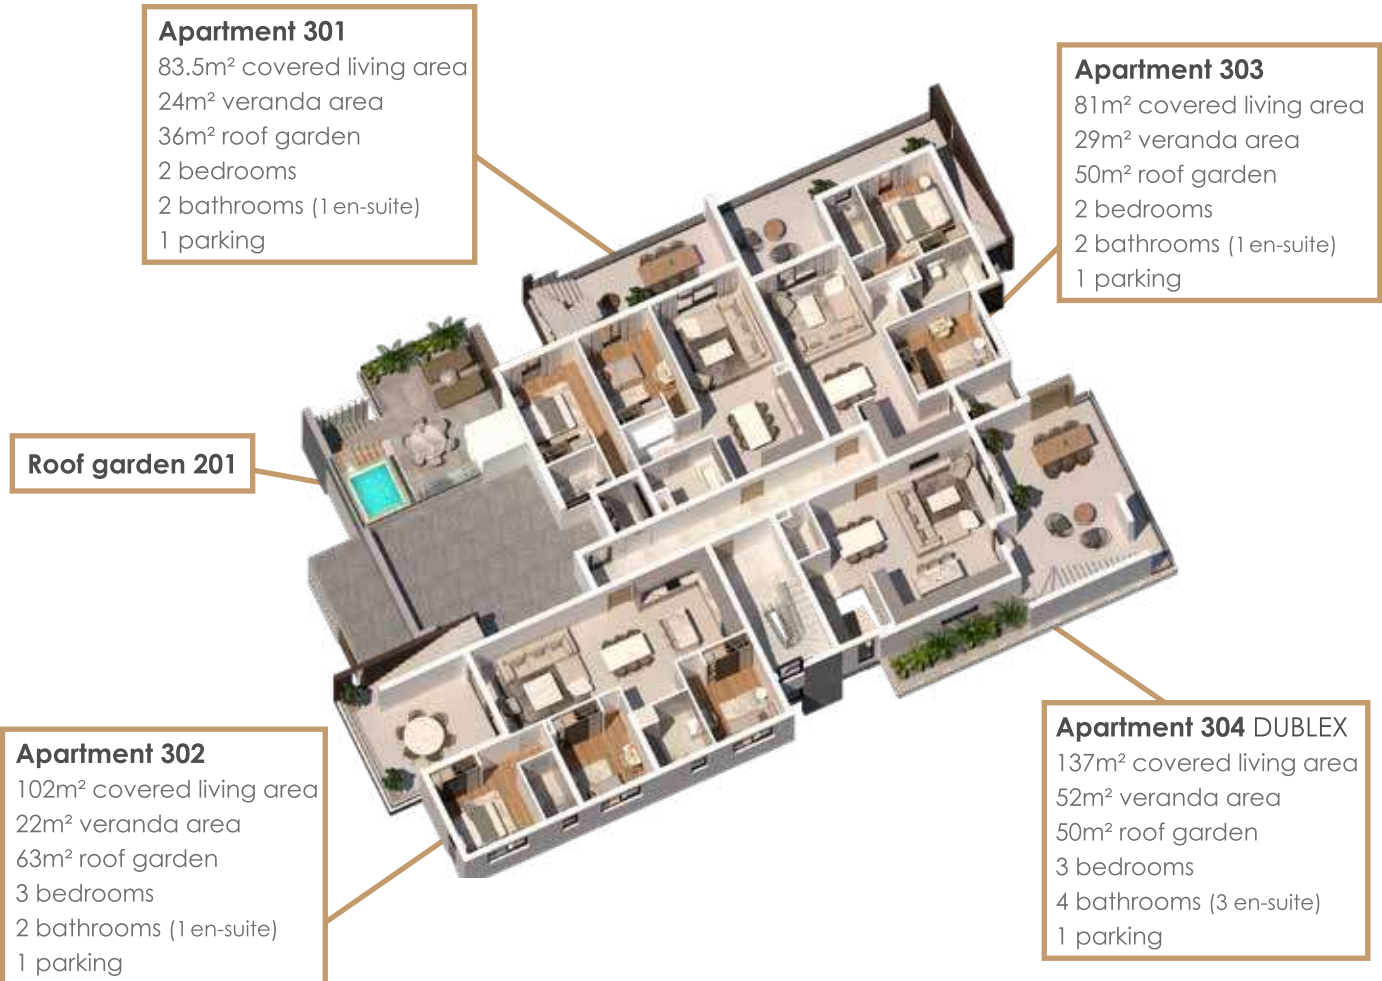 Apartment 301
83.5m² covered living area
24m² veranda area
36m² roof garden
2 bedrooms
2 bathrooms (1 en-suite)
1 parking
Apartment 303
81m² covered living area
29m² veranda area
50m² roof garden
2 bedrooms
2 bathrooms (1 en-suite)
1 parking
Roof garden 201
Apartment 302
102m² covered living area
22m² veranda area
63m² roof garden
3 bedrooms
2 bathrooms (1 en-suite)
1 parking
Apartment 304 DUBLEX
137m² covered living area
52m² veranda area
50m² roof garden
3 bedrooms
4 bathrooms (3 en-suite)
1 parking